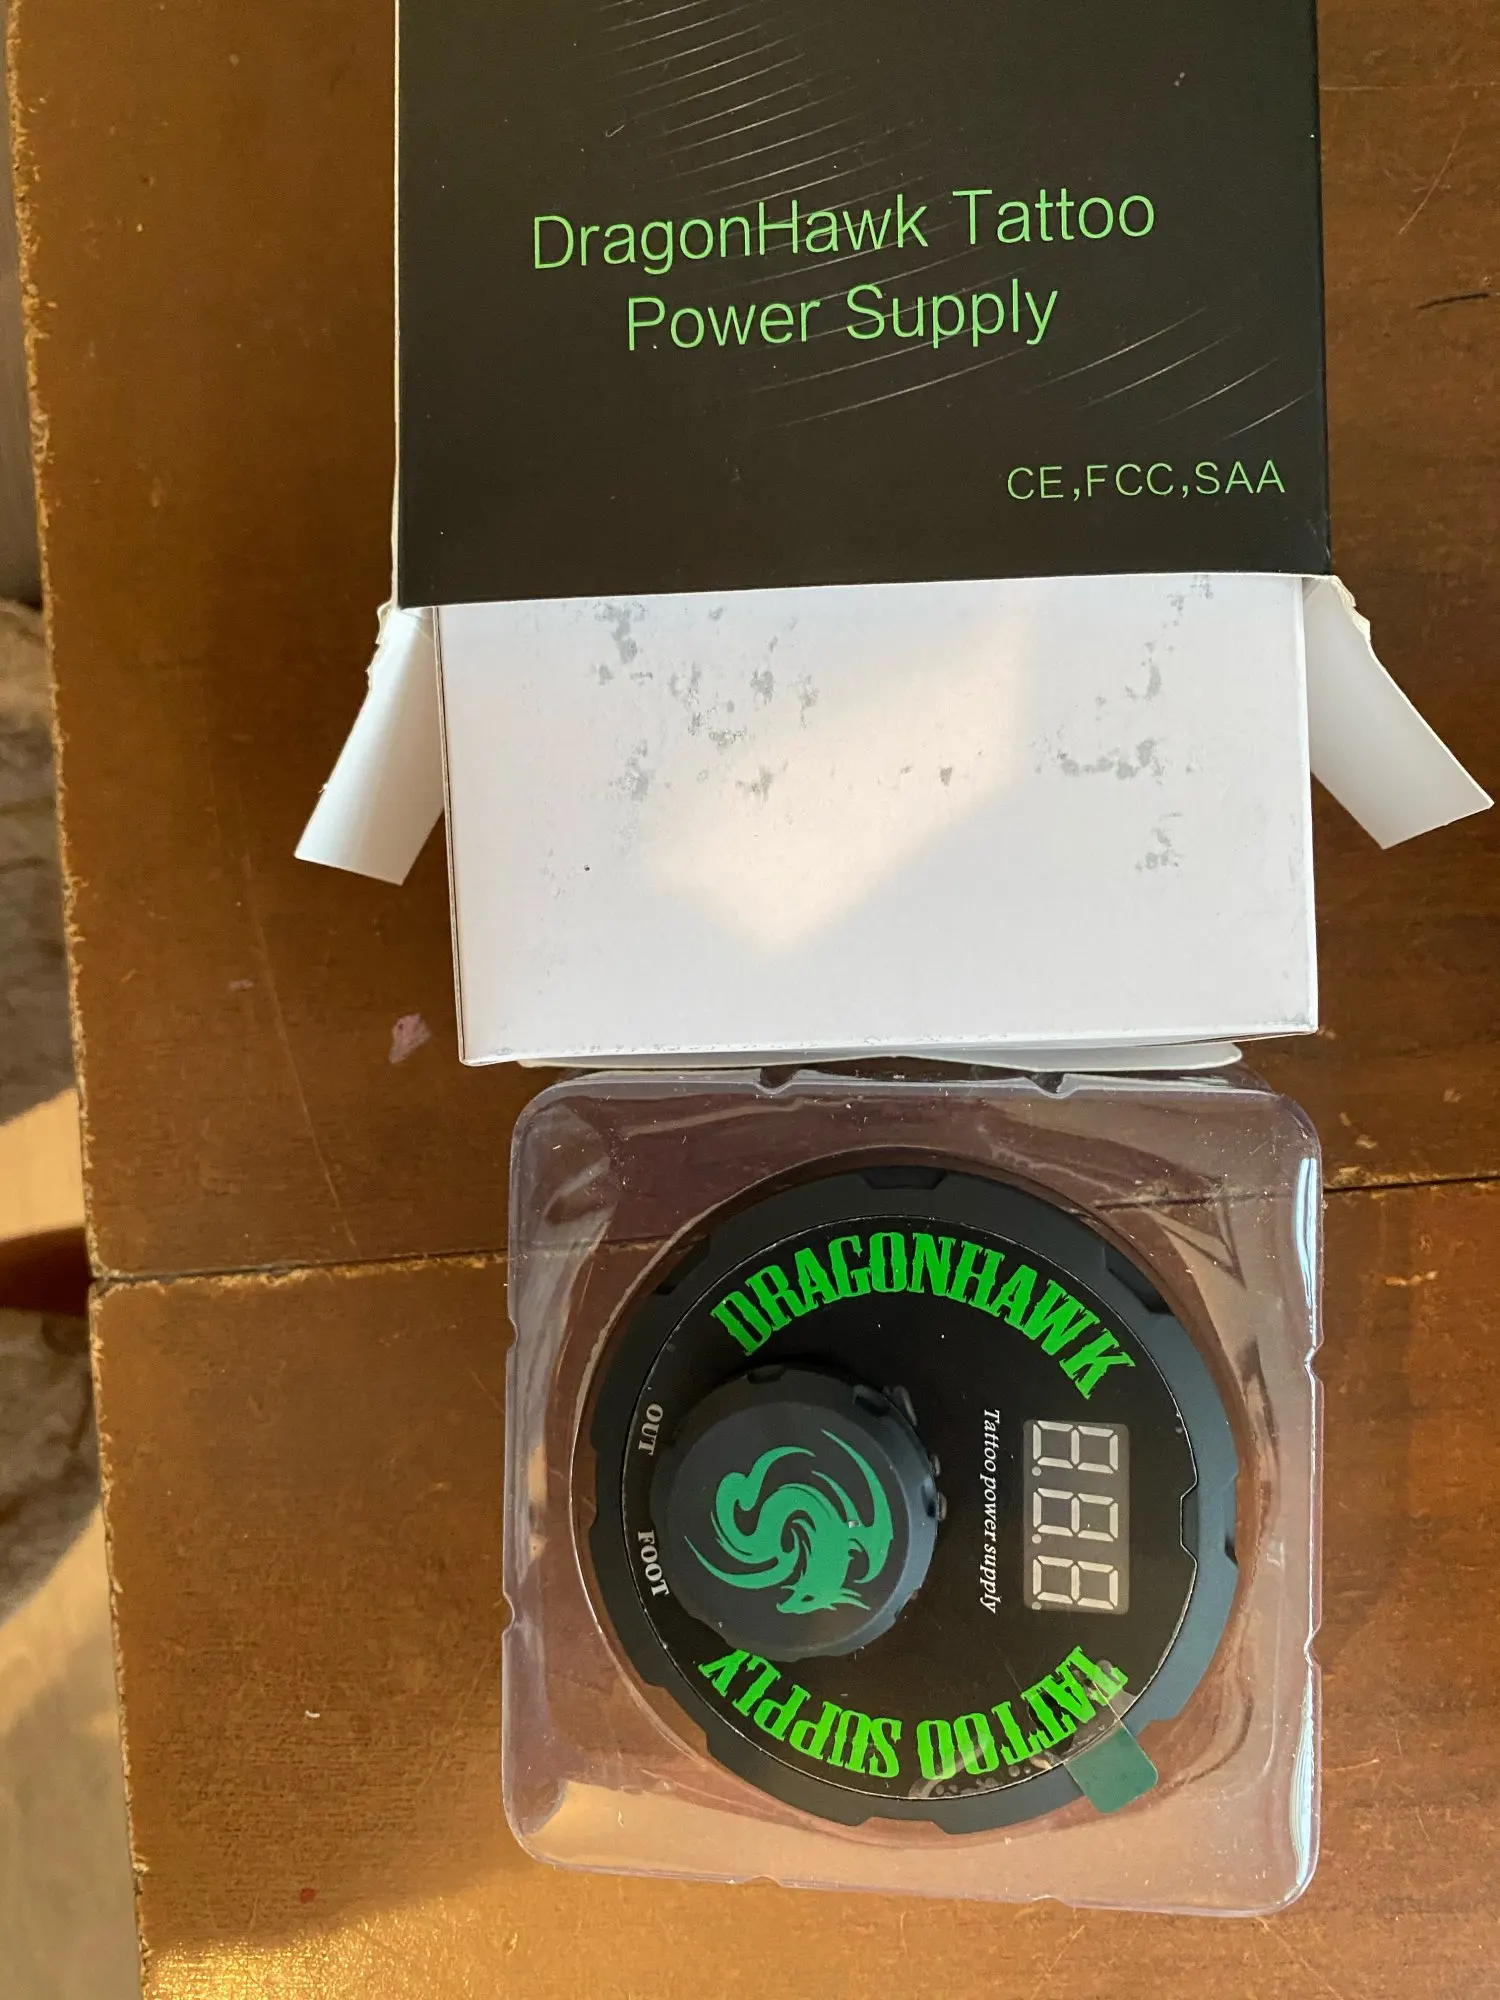 DragonHawk Tattoo
Power Supply
CE,FCC,SAA
DRAGONHAWK
8.8.8.
Tattoo power supply
OUT
FOOT
TATTOO SUPPLY